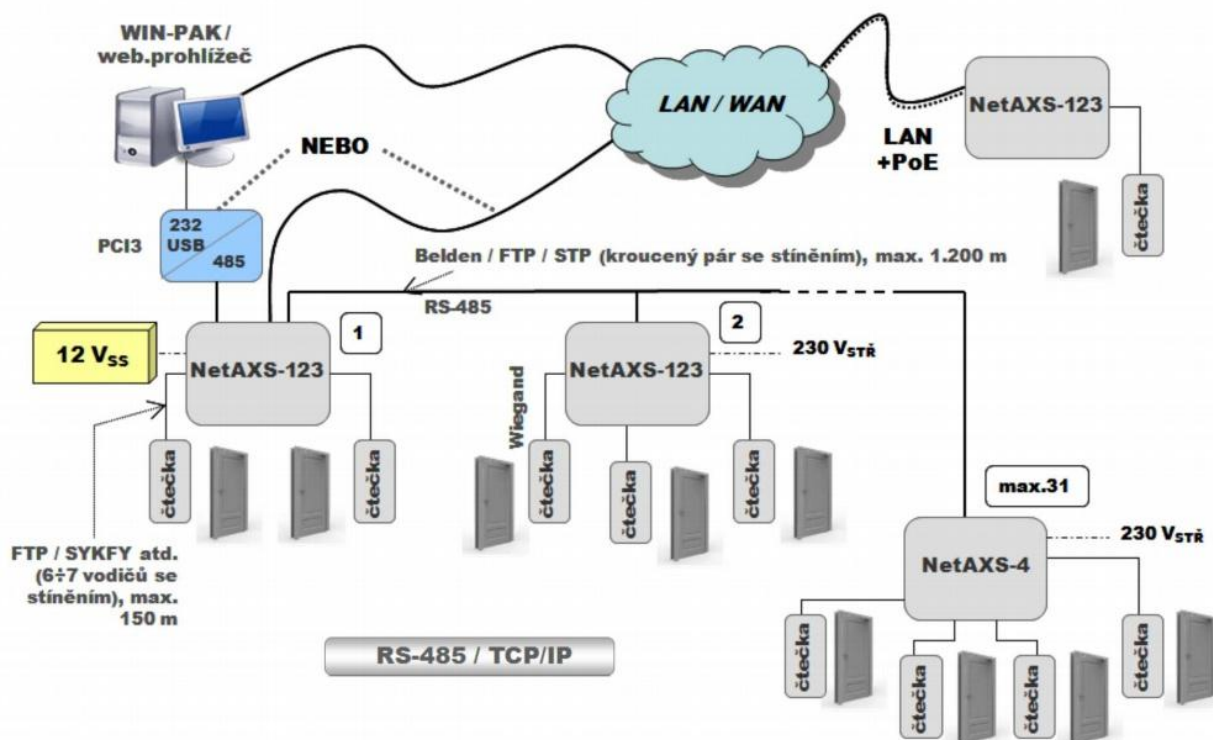 WIN-PAK /
web.prohlížeč
LAN / WAN
NetAXS-123
LAN
+PoE
čtečka
NEBO
PCI3
232
USB
485
Belden / FTP / STP (kroucený pár se stíněním), max. 1.200 m
RS-485
1
2
12 VSS
NetAXS-123
NetAXS-123
230 VSTŘ
Wiegand
čtečka
čtečka
čtečka
čtečka
čtečka
max.31
FTP / SYKFY atd.
(6÷7 vodičů se
stíněním), max.
150 m
NetAXS-4
230 VSTŘ
čtečka
čtečka
čtečka
čtečka
RS-485 / TCP/IP